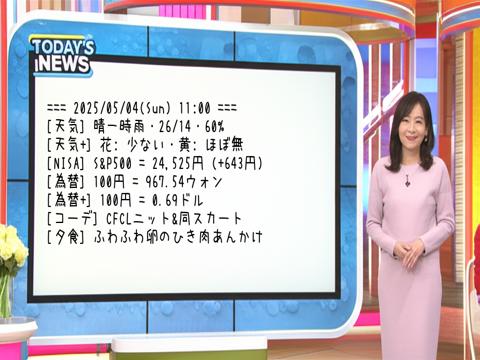 TODAY'S
NEWS
=== 2025/05/04(Sun) 11:00 ===
[天気] 晴一時雨・26/14・60%
[天気+] 花: 少ない・黄: ほぼ無
[NISA] S&P500 = 24,525円 (+643円)
[為替] 100円 = 967.54ウォン
[為替+] 100円 = 0.69ドル
[コーデ] CFCLニット&同スカート
[夕食] ふわふわ卵のひき肉あんかけ